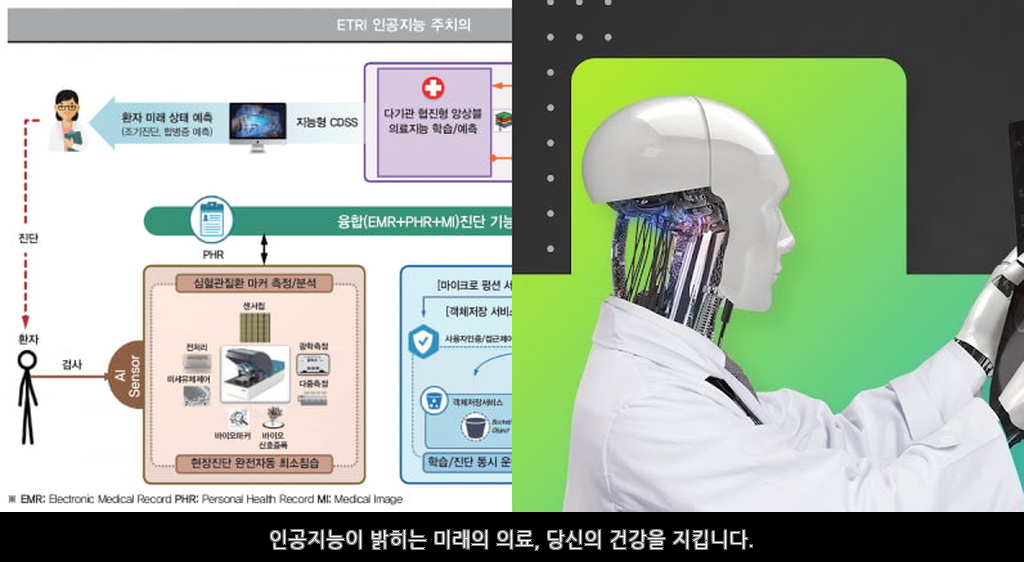 ETRI 인공지능 주치의
환자 미래 상태 예측
(조기진단, 합병증 예측)
지능형 CDSS
다기관 협진형 앙상블
의료지능 학습/예측
진단
융합(EMR+PHR+MI)진단 기능
PHR
심혈관질환 마커 측정/분석
센서칩
전처리
광학측정
미세유체제어
다중측정
바이오마커
바이오
신호증폭
현장진단 완전자동 최소침습
환자
검사
AI
Sensor
[마이크로 펑션 서
[객체저장 서비스
사용자인증/접근제어
객체저장서비스
Bucket
Object
학습/진단 동시 운
※ EMR: Electronic Medical Record PHR: Personal Health Record MI: Medical Image
인공지능이 밝히는 미래의 의료, 당신의 건강을 지킵니다.